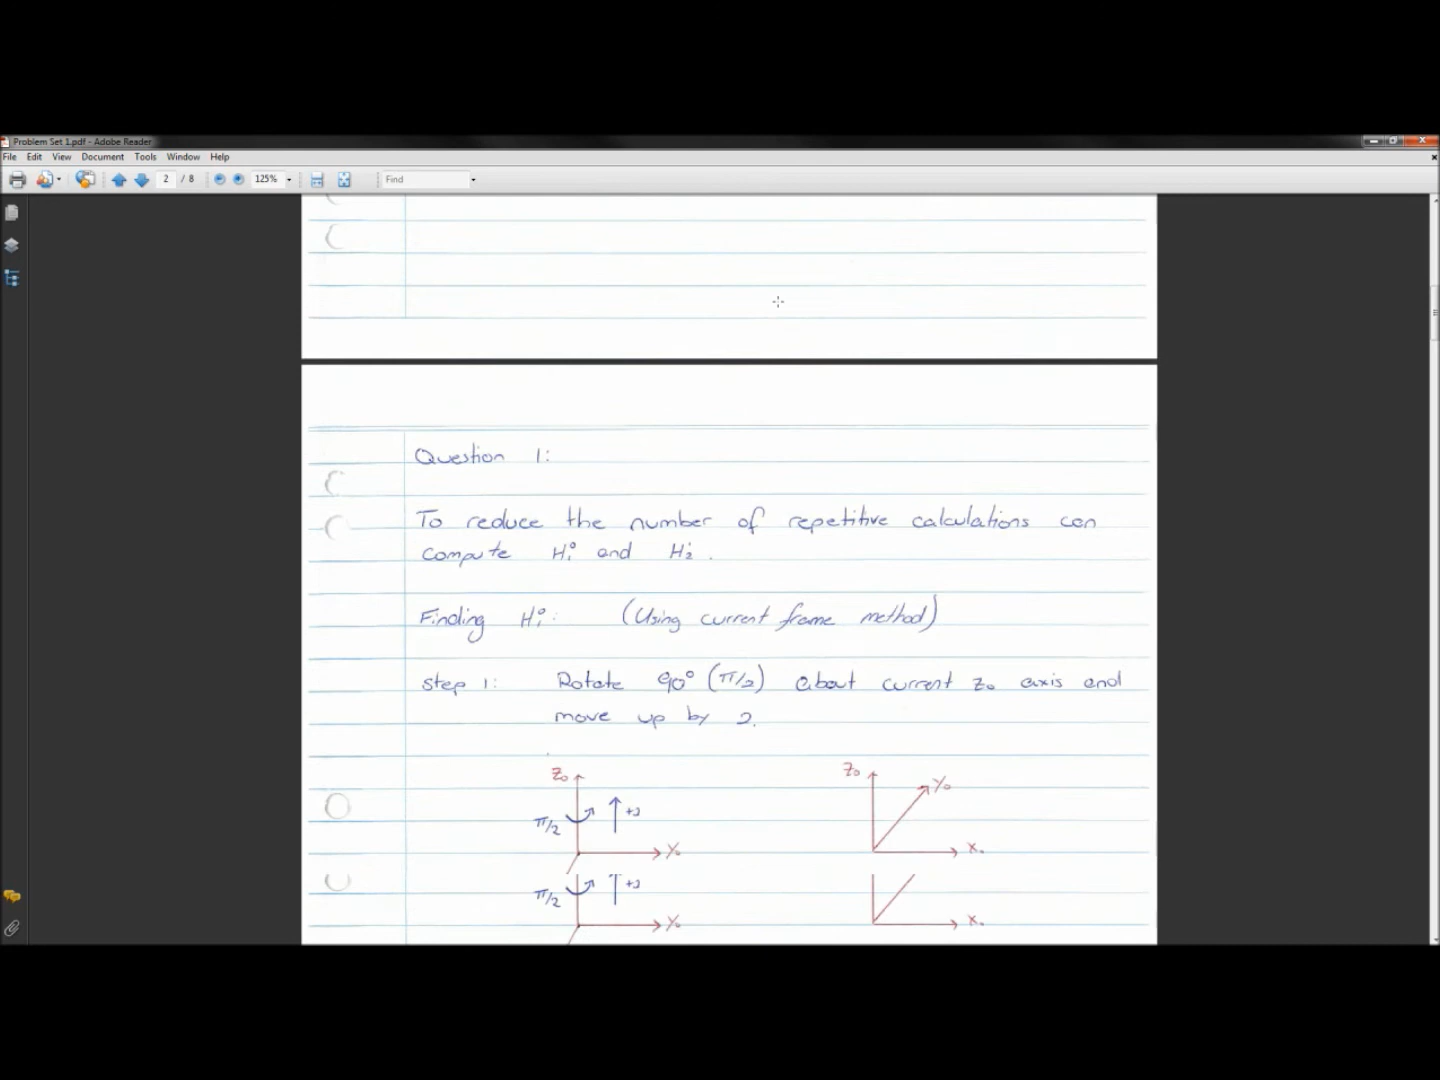 Problem Set 1.pdf - Adobe Reader
File Edit View Document Tools Window Help
2 / 8 125% Find
Question 1:
To reduce the number of repetitive calculations can
compute H₁⁰ and H₂¹.
Finding H₁⁰: (Using current frame method)
Step 1: Rotate 90° (π/2) about current Z₀ axis and
move up by 2.
Z₀ Z₀ Y₀
π/2 +2
Y₀ X₀
π/2 +2
Y₀ X₀